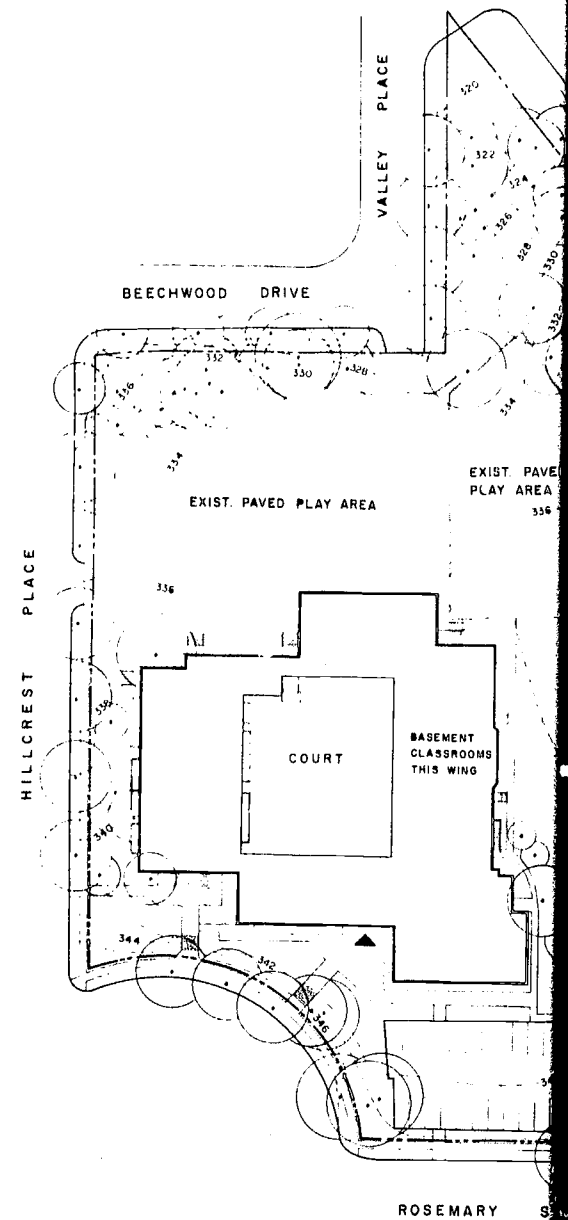 VALLEY PLACE
320
322
324
326
328
330
332
BEECHWOOD DRIVE
332
330
328
336
334
334
EXIST. PAVED PLAY AREA
EXIST. PAVE
PLAY AREA
336
HILLCREST PLACE
336
338
COURT
BASEMENT
CLASSROOMS
THIS WING
340
344
342
346
ROSEMARY